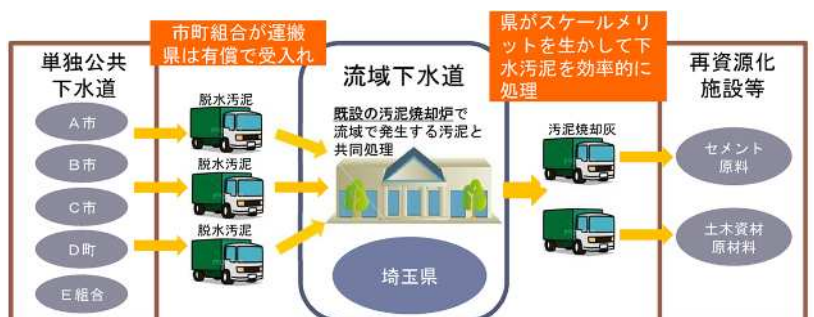 市町組合が運搬
県は有償で受入れ
県がスケールメリ
ットを生かして下
水汚泥を効率的に
処理
単独公共
下水道
A市
B市
C市
D町
E組合
脱水汚泥
脱水汚泥
脱水汚泥
流域下水道
既設の汚泥焼却炉で
流域で発生する汚泥と
共同処理
埼玉県
汚泥焼却灰
再資源化
施設等
セメント
原料
土木資材
原材料